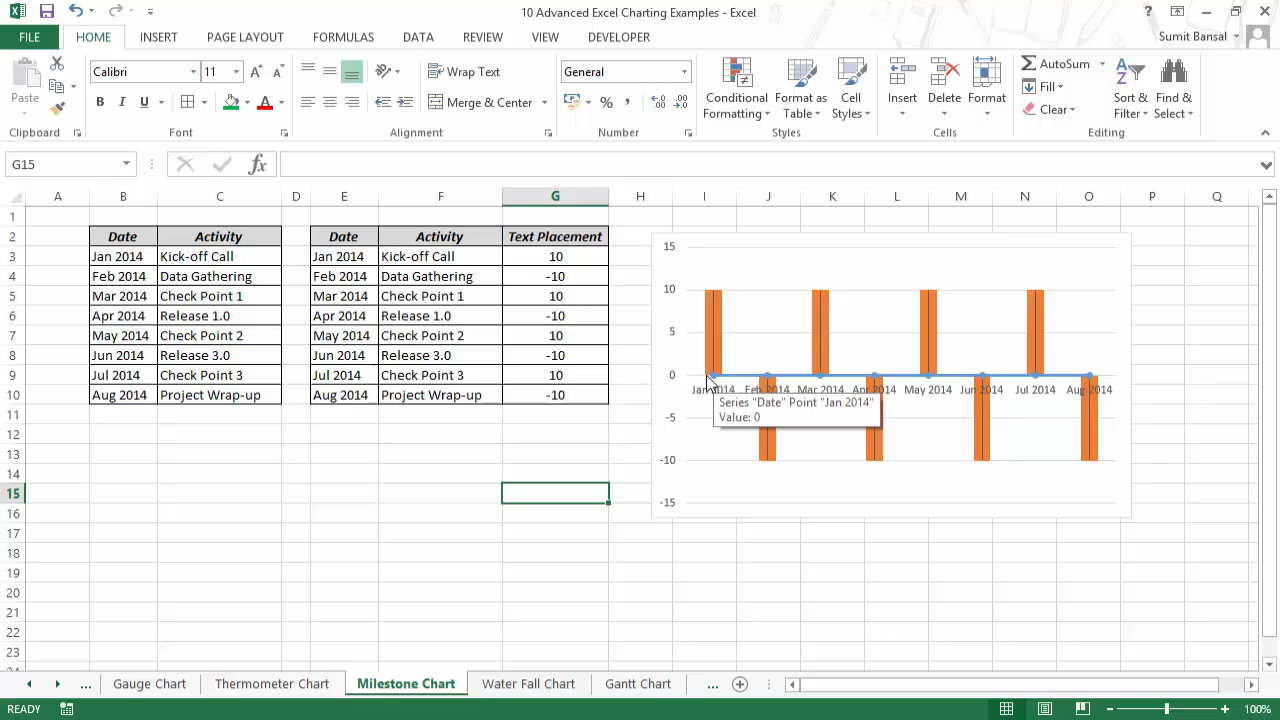 10 Advanced Excel Charting Examples - Excel
FILE HOME INSERT PAGE LAYOUT FORMULAS DATA REVIEW VIEW DEVELOPER Sumit Bansal
Paste
Calibri 11
B I U A
Wrap Text
Merge & Center
General
% ,
Conditional Formatting
Format as Table
Cell Styles
Insert
Delete
Format
AutoSum
Fill
Clear
Sort & Filter
Find & Select
Clipboard Font Alignment Number Styles Cells Editing
G15 fx
A B C D E F G H I J K L M N O P Q
1
2 Date Activity Date Activity Text Placement
3 Jan 2014 Kick-off Call Jan 2014 Kick-off Call 10
4 Feb 2014 Data Gathering Feb 2014 Data Gathering -10
5 Mar 2014 Check Point 1 Mar 2014 Check Point 1 10
6 Apr 2014 Release 1.0 Apr 2014 Release 1.0 -10
7 May 2014 Check Point 2 May 2014 Check Point 2 10
8 Jun 2014 Release 3.0 Jun 2014 Release 3.0 -10
9 Jul 2014 Check Point 3 Jul 2014 Check Point 3 10
10 Aug 2014 Project Wrap-up Aug 2014 Project Wrap-up -10
11
12
13
14
15
16
17
18
19
20
21
22
23
15
10
5
0
Jan 2014 Feb 2014 Mar 2014 Apr 2014 May 2014 Jun 2014 Jul 2014 Aug 2014
Series "Date" Point "Jan 2014"
Value: 0
-5
-10
-15
... Gauge Chart Thermometer Chart Milestone Chart Water Fall Chart Gantt Chart ...
READY 100%